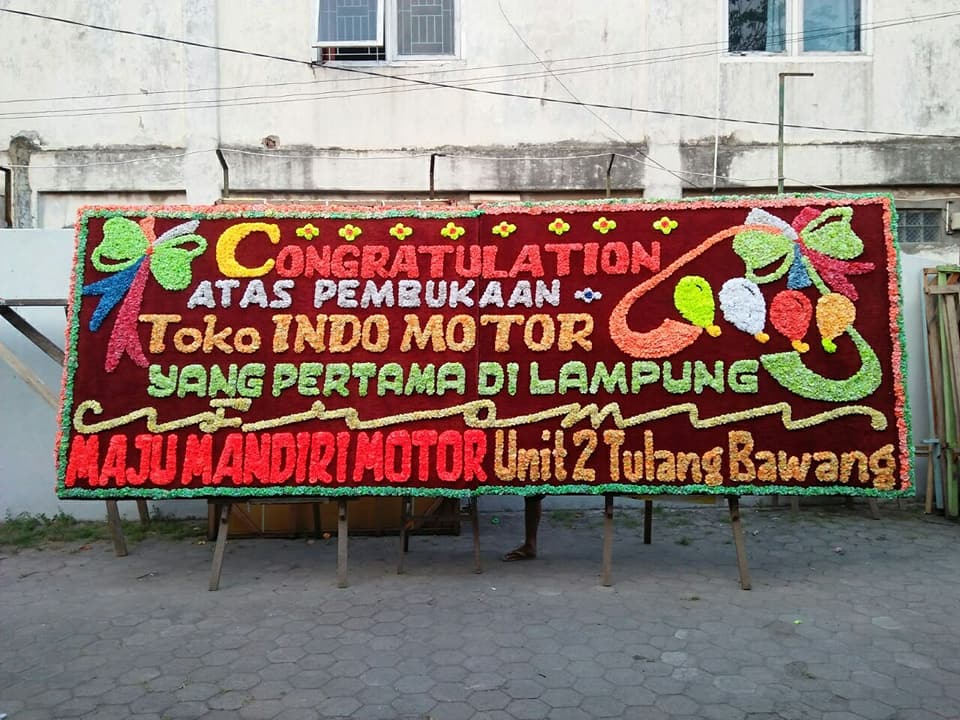 CONGRATULATION
ATAS PEMBUKAAN
Toko INDO MOTOR
YANG PERTAMA DI LAMPUNG
MAJU MANDIRI MOTOR Unit 2 Tulang Bawang